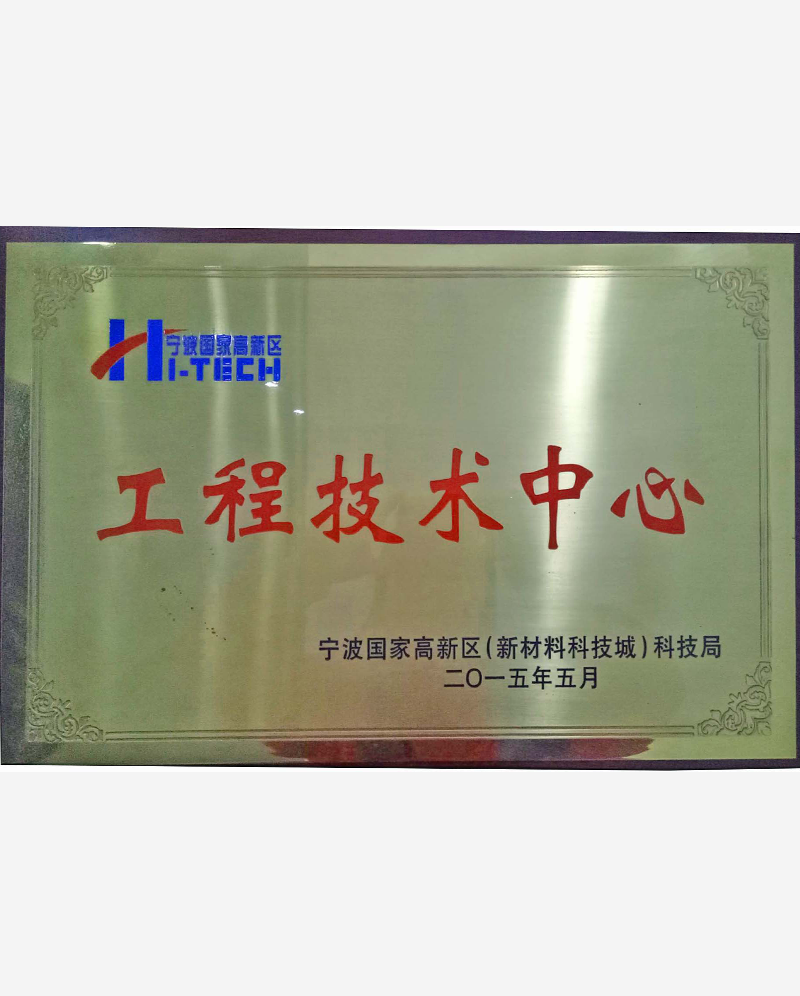 宁波国家高新区
HI-TECH
工程技术中心
宁波国家高新区(新材料科技城)科技局
二〇一五年五月